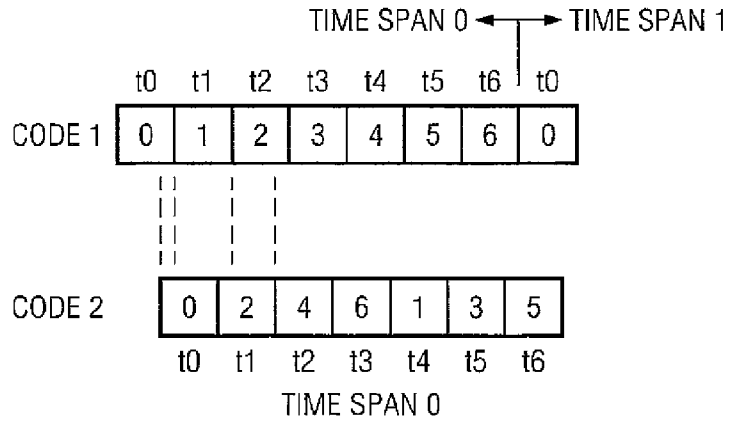 TIME SPAN 0 TIME SPAN 1
t0 t1 t2 t3 t4 t5 t6 t0
CODE 1 0 1 2 3 4 5 6 0
CODE 2 0 2 4 6 1 3 5
t0 t1 t2 t3 t4 t5 t6
TIME SPAN 0